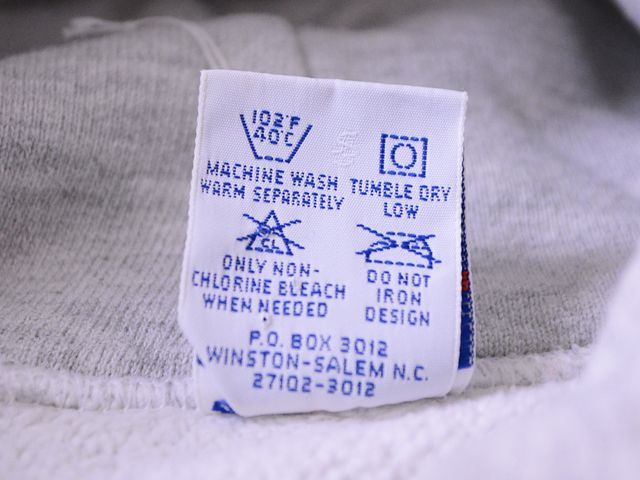 102°F
40°C
MACHINE WASH
WARM SEPARATELY
TUMBLE DRY
LOW
CL
ONLY NON-
CHLORINE BLEACH
WHEN NEEDED
DO NOT
IRON
DESIGN
P.O. BOX 3012
WINSTON-SALEM N.C.
27102-3012